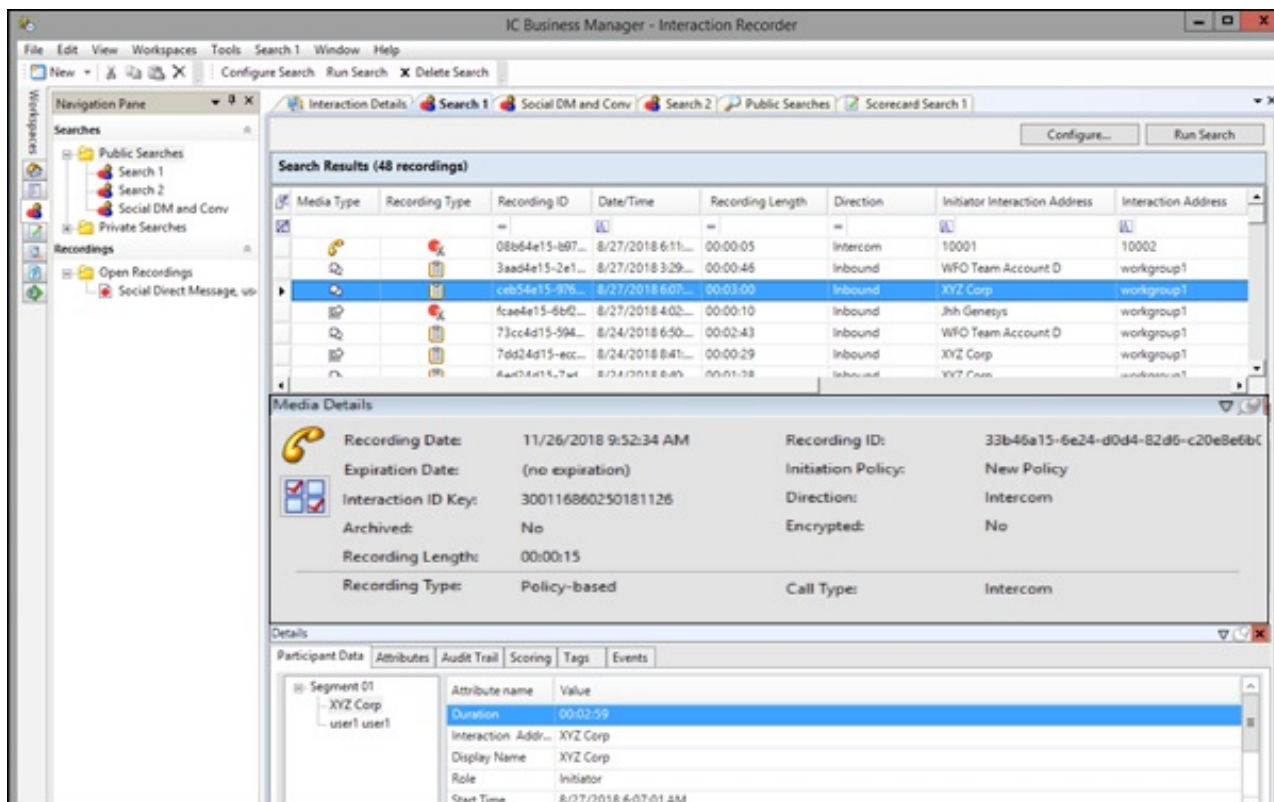 IC Business Manager - Interaction Recorder
File Edit View Workspaces Tools Search 1 Window Help
New Configure Search Run Search Delete Search
Workspaces
Navigation Pane
Interaction Details Search 1 Social DM and Conv Search 2 Public Searches Scorecard Search 1
Searches
Public Searches
Search 1
Search 2
Social DM and Conv
Private Searches
Recordings
Open Recordings
Social Direct Message, us
Configure... Run Search
Search Results (48 recordings)
Media Type Recording Type Recording ID Date/Time Recording Length Direction Initiator Interaction Address Interaction Address
08b64e15-b97... 8/27/2018 6:11:... 00:00:05 Intercom 10001 10002
3aad4e15-2e1... 8/27/2018 3:29:... 00:00:46 Inbound WFO Team Account D workgroup1
ceb54e15-976... 8/27/2018 6:07:... 00:03:00 Inbound XYZ Corp workgroup1
fcae4e15-6bf2... 8/27/2018 4:02:... 00:00:10 Inbound Jhh Genesys workgroup1
73cc4d15-594... 8/24/2018 6:50:... 00:02:43 Inbound WFO Team Account D workgroup1
7dd24d15-ecc... 8/24/2018 8:41:... 00:00:29 Inbound XYZ Corp workgroup1
8/24/2018 00:01:28 Inbound XYZ Corp workgroup1
Media Details
Recording Date: 11/26/2018 9:52:34 AM Recording ID: 33b46a15-6e24-d0d4-82d6-c20e8e6b
Expiration Date: (no expiration) Initiation Policy: New Policy
Interaction ID Key: 300116860250181126 Direction: Intercom
Archived: No Encrypted: No
Recording Length: 00:00:15
Recording Type: Policy-based Call Type: Intercom
Details
Participant Data Attributes Audit Trail Scoring Tags Events
Segment 01
XYZ Corp
user1 user1
Attribute name Value
Duration 00:02:59
Interaction Addr... XYZ Corp
Display Name XYZ Corp
Role Initiator
Start Time 8/27/2018 6:07:01 AM